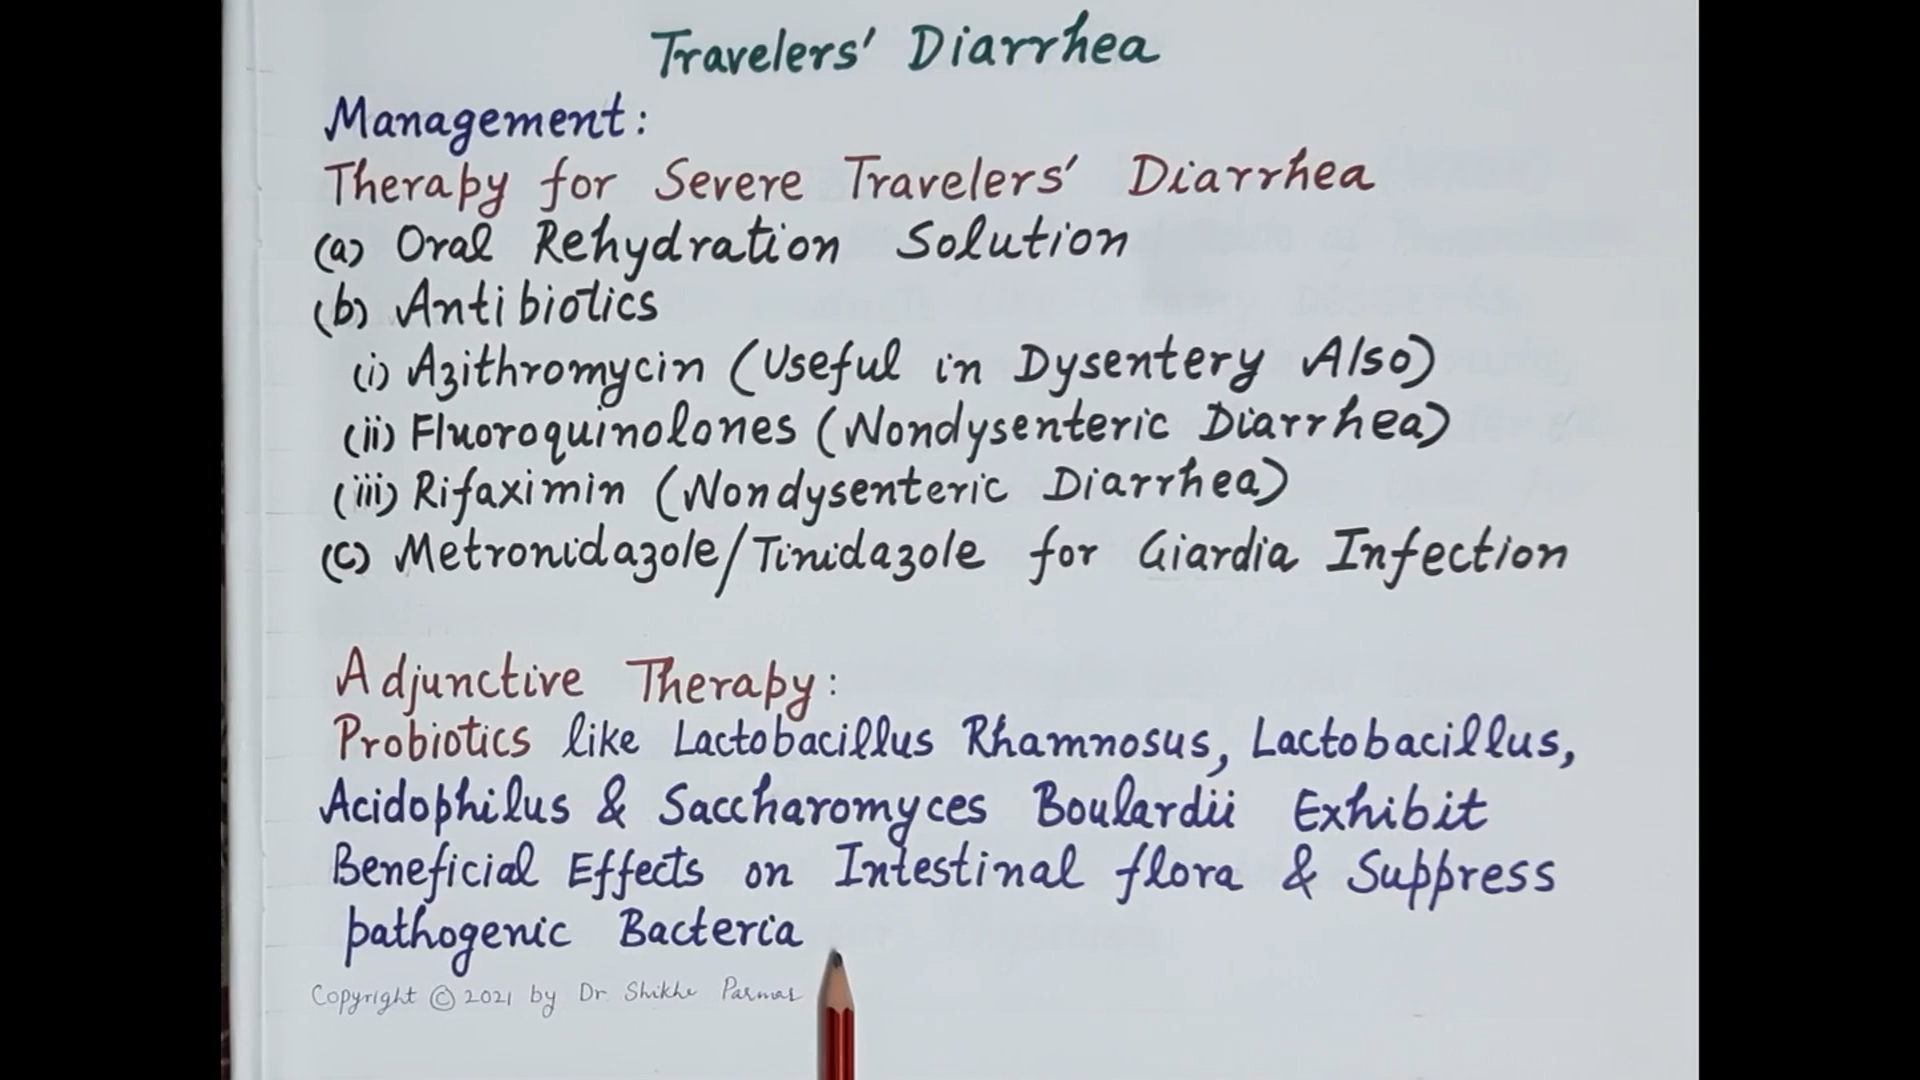 Travelers' Diarrhea
Management:
Therapy for Severe Travelers' Diarrhea
(a) Oral Rehydration Solution
(b) Antibiotics
(i) Azithromycin (Useful in Dysentery Also)
(ii) Fluoroquinolones (Nondysenteric Diarrhea)
(iii) Rifaximin (Nondysenteric Diarrhea)
(C) Metronidazole/Tinidazole for Giardia Infection
Adjunctive Therapy:
Probiotics like Lactobacillus Rhamnosus, Lactobacillus,
Acidophilus & Saccharomyces Boulardii Exhibit
Beneficial Effects on Intestinal flora & Suppress
pathogenic Bacteria
Copyright © 2021 by Dr Shikha Parmar